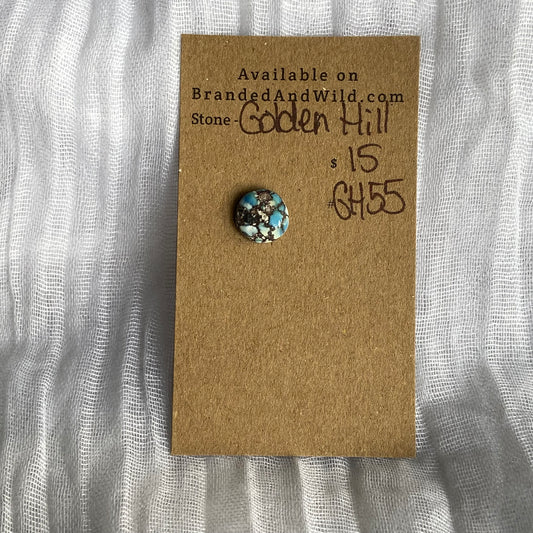 Available on
BrandedAndWild.com
Stone - Golden Hill
$ 15
# GH55